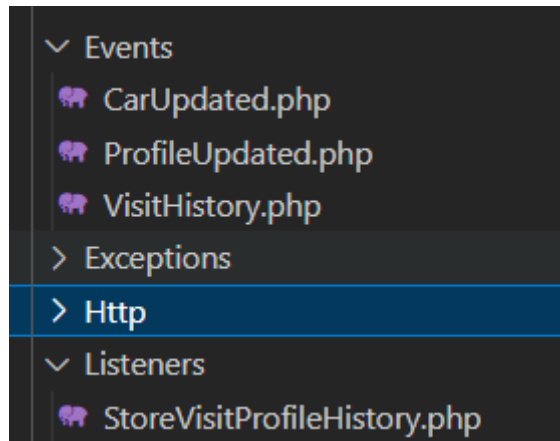 Events
CarUpdated.php
ProfileUpdated.php
VisitHistory.php
Exceptions
Http
Listeners
StoreVisitProfileHistory.php